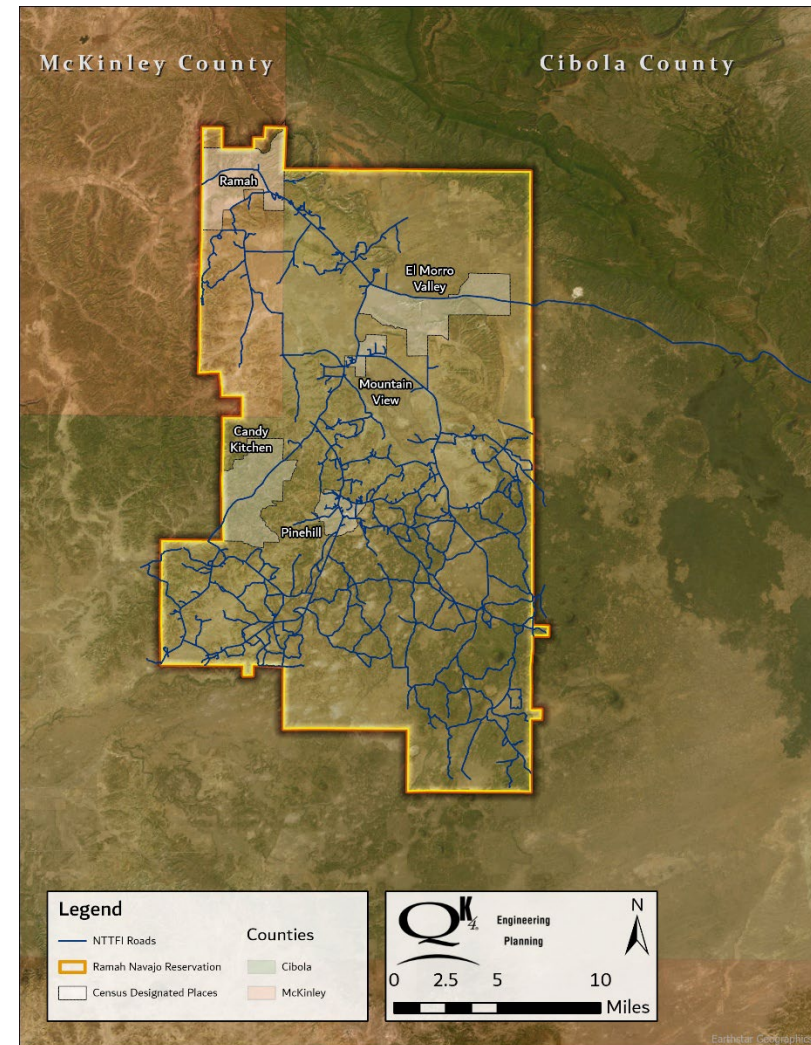 McKinley County
Cibola County
Ramah
El Morro
Valley
Mountain
View
Candy
Kitchen
Pinehill
Legend
NTTFI Roads
Ramah Navajo Reservation
Census Designated Places
Counties
Cibola
McKinley
QK4
Engineering
Planning
N
0 2.5 5 10
Miles
Earthstar Geographics